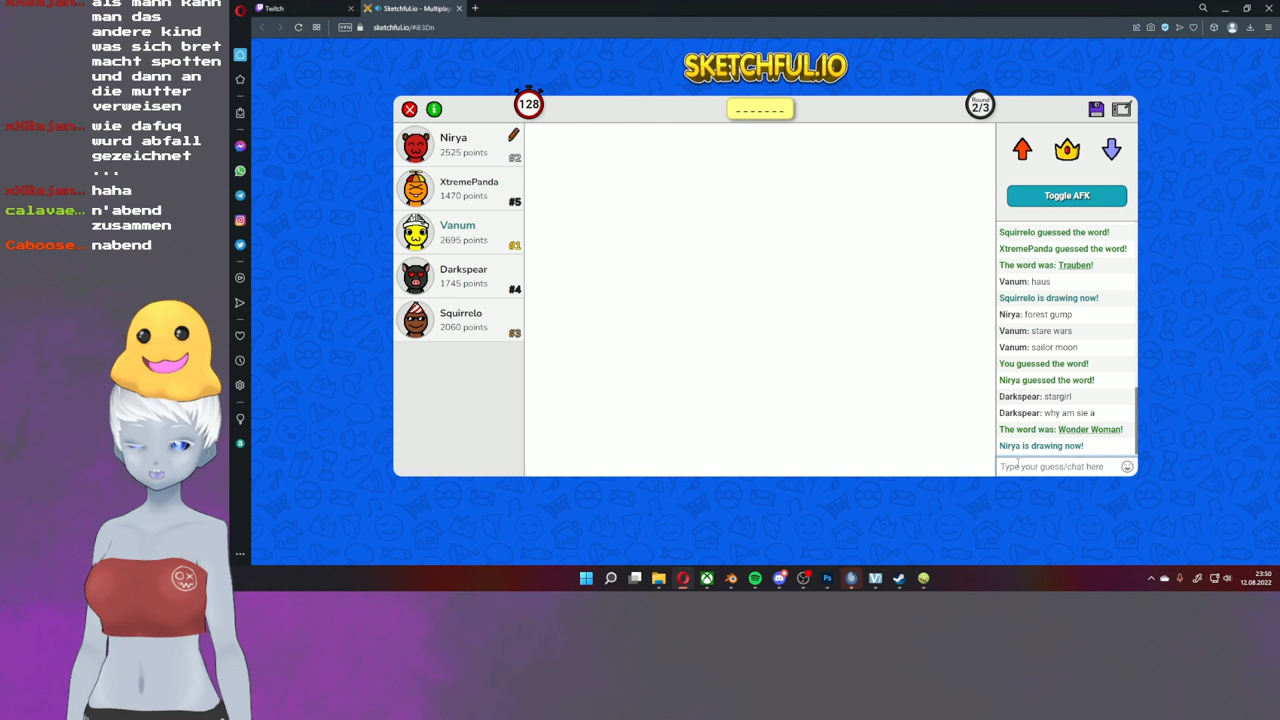 als mann kann
man das
andere kind
was sich bret
macht spotten
und dann an
die mutter
verweisen
wie dafuq
wurd abfall
gezeichnet
...
haha
calavae… n'abend
zusammen
Caboose… nabend
Twitch
Sketchful.io - Multiplay
VPN
sketchful.io/#iE3Dn
SKETCHFUL.IO
128
_ _ _ _ _ _ _
Round
2/3
Nirya
2525 points
#2
XtremePanda
1470 points
#5
Vanum
2695 points
#1
Darkspear
1745 points
#4
Squirrelo
2060 points
#3
Toggle AFK
Squirrelo guessed the word!
XtremePanda guessed the word!
The word was: Trauben!
Vanum: haus
Squirrelo is drawing now!
Nirya: forest gump
Vanum: stare wars
Vanum: sailor moon
You guessed the word!
Nirya guessed the word!
Darkspear: stargirl
Darkspear: why am sie a
The word was: Wonder Woman!
Nirya is drawing now!
Type your guess/chat here
23:50
12.08.2022